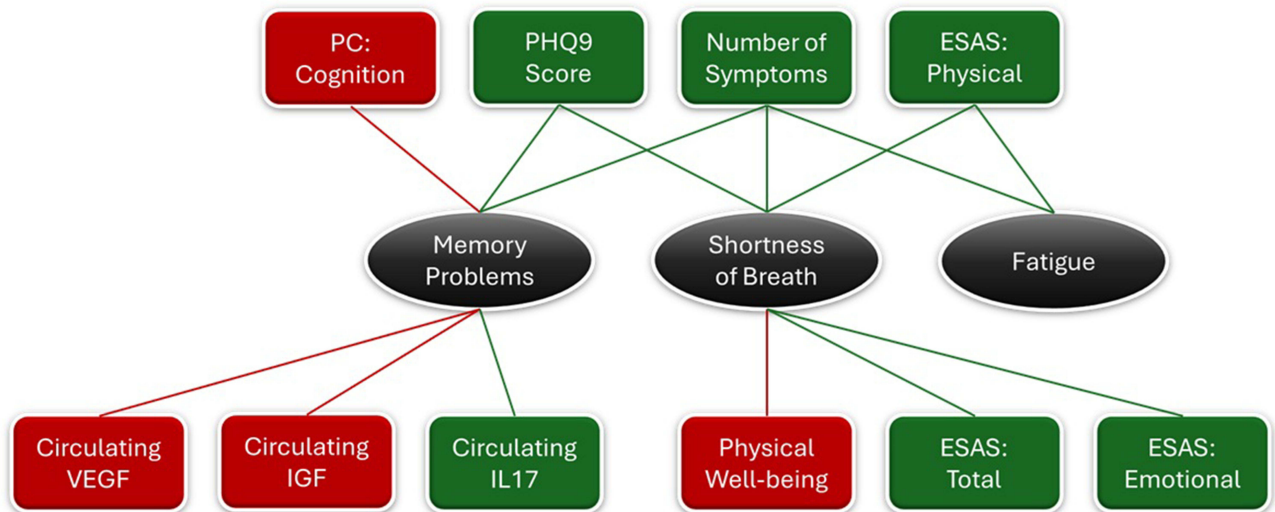 PC:
Cognition
PHQ9
Score
Number of
Symptoms
ESAS:
Physical
Memory
Problems
Shortness
of Breath
Fatigue
Circulating
VEGF
Circulating
IGF
Circulating
IL17
Physical
Well-being
ESAS:
Total
ESAS:
Emotional